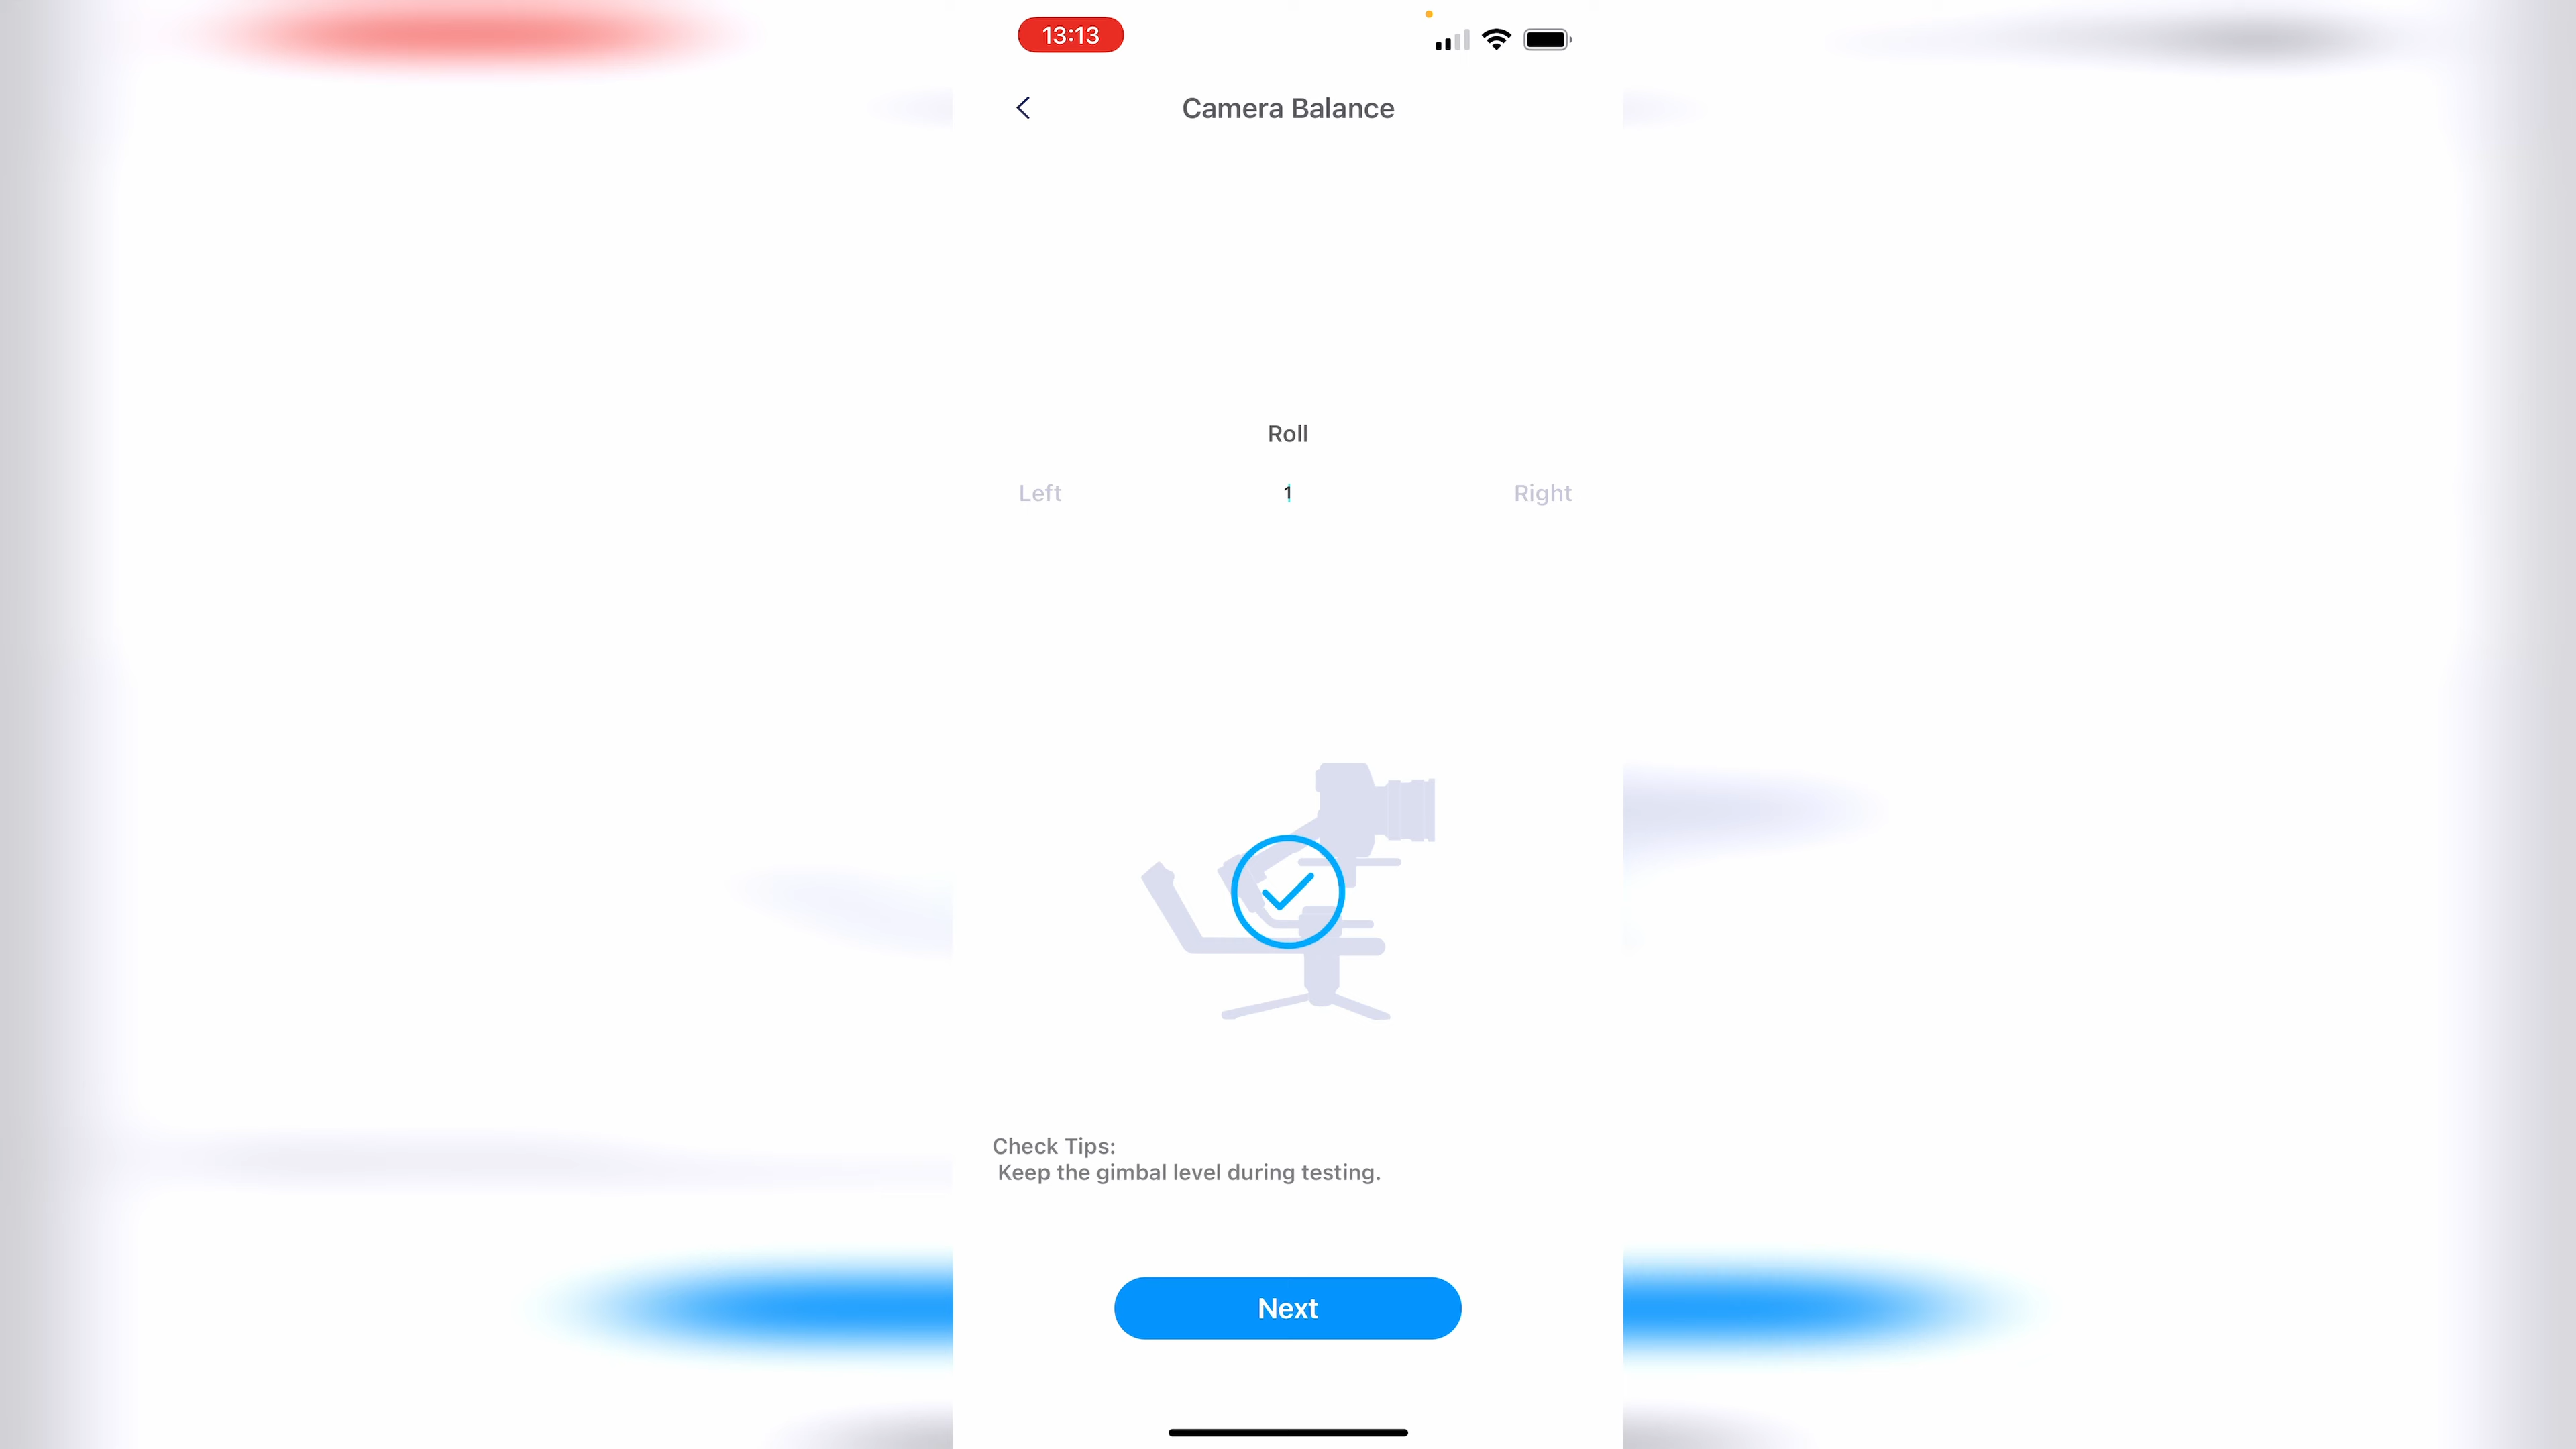 13:13
Camera Balance
Roll
Left 1 Right
Check Tips:
Keep the gimbal level during testing.
Next